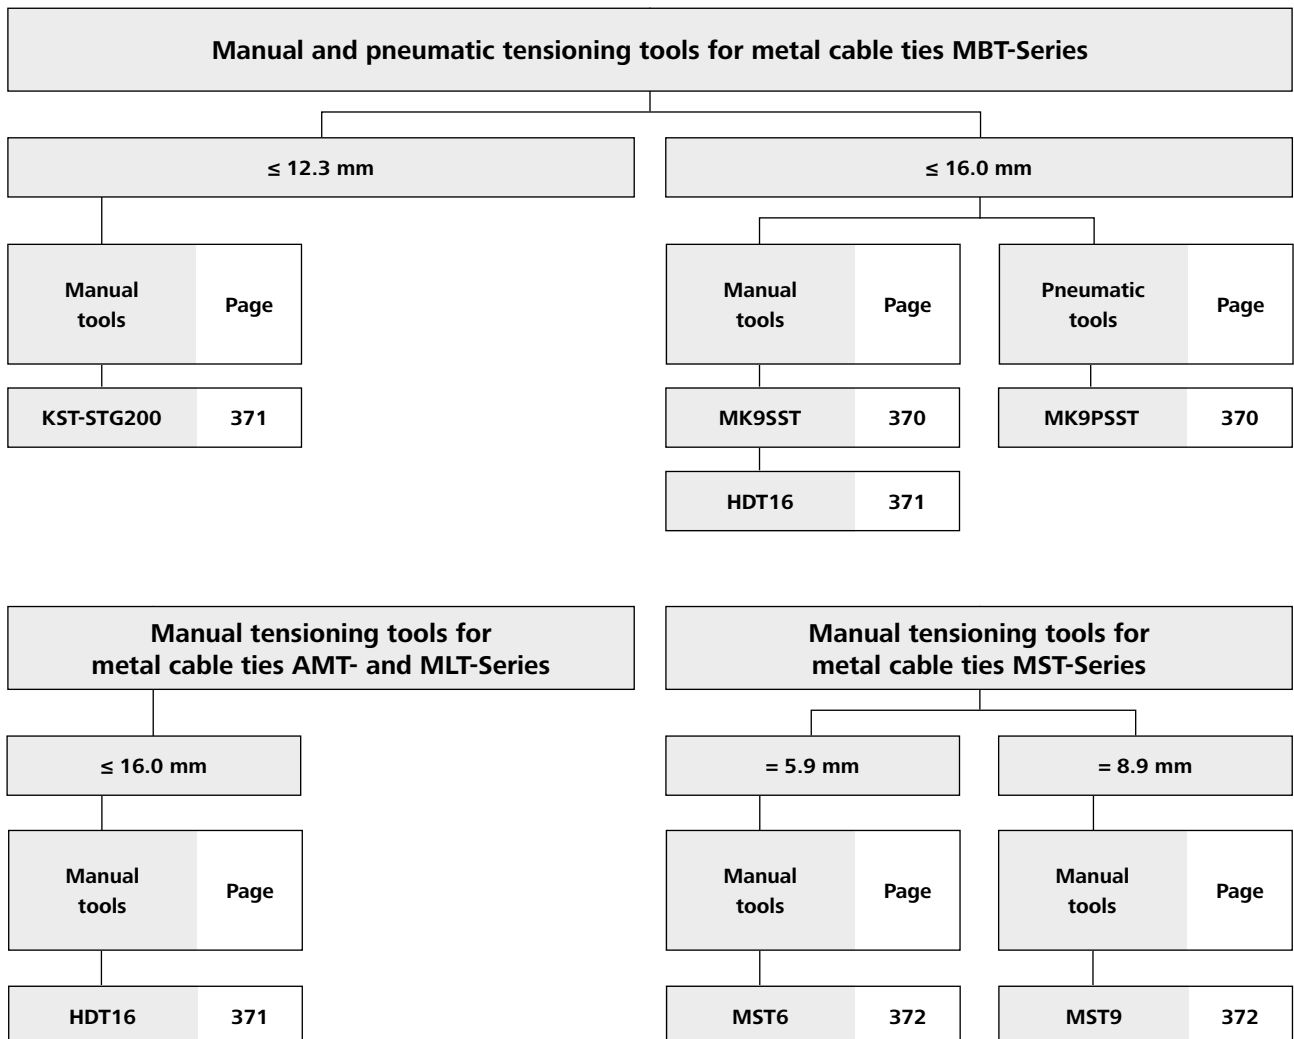 Manual and pneumatic tensioning tools for metal cable ties MBT-Series
≤ 12.3 mm
≤ 16.0 mm
Manual
tools
Page
Manual
tools
Page
Pneumatic
tools
Page
KST-STG200
371
MK9SST
370
MK9PSST
370
HDT16
371
Manual tensioning tools for
metal cable ties AMT- and MLT-Series
Manual tensioning tools for
metal cable ties MST-Series
≤ 16.0 mm
= 5.9 mm
= 8.9 mm
Manual
tools
Page
Manual
tools
Page
Manual
tools
Page
HDT16
371
MST6
372
MST9
372